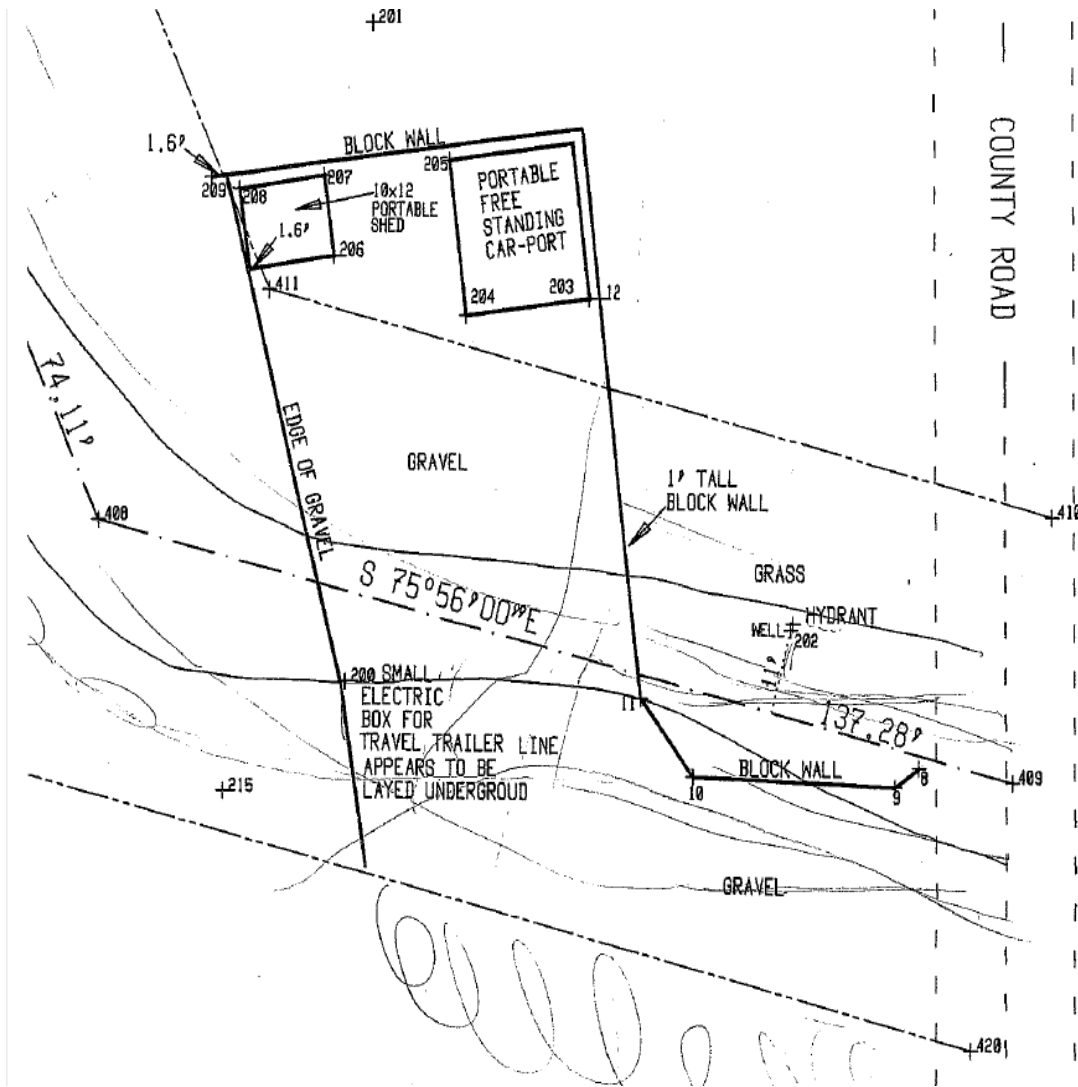 201
COUNTY ROAD
1.6'
BLOCK WALL
209
208
207
205
10x12
PORTABLE
SHED
PORTABLE
FREE
STANDING
CAR-PORT
1.6'
206
411
204
203
12
74.11'
EDGE OF GRAVEL
GRAVEL
1' TALL
BLOCK WALL
408
410
S 75°56'00"E
GRASS
HYDRANT
WELL
202
200 SMALL
ELECTRIC
BOX FOR
TRAVEL TRAILER LINE
APPEARS TO BE
LAYED UNDERGROUD
11
137.28'
215
10
BLOCK WALL
9
8
409
GRAVEL
420